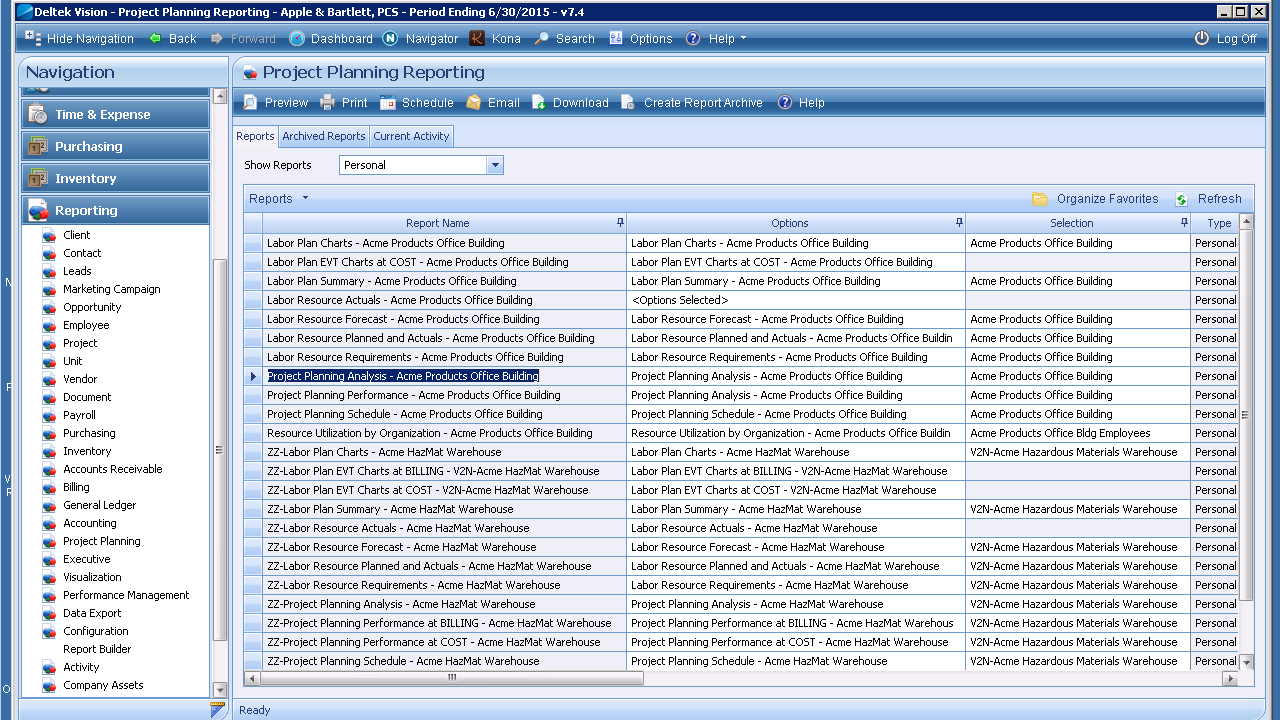 Deltek Vision - Project Planning Reporting - Apple & Bartlett, PCS - Period Ending 6/30/2015 - v7.4
Hide Navigation Back Forward Dashboard Navigator Kona Search Options Help Log Off
Navigation
Time & Expense
Purchasing
Inventory
Reporting
Client
Contact
Leads
Marketing Campaign
Opportunity
Employee
Project
Unit
Vendor
Document
Payroll
Purchasing
Inventory
Accounts Receivable
Billing
General Ledger
Accounting
Project Planning
Executive
Visualization
Performance Management
Data Export
Configuration
Report Builder
Activity
Company Assets
Project Planning Reporting
Preview Print Schedule Email Download Create Report Archive Help
Reports Archived Reports Current Activity
Show Reports Personal
Reports Organize Favorites Refresh
Report Name Options Selection Type
Labor Plan Charts - Acme Products Office Building Labor Plan Charts - Acme Products Office Building Acme Products Office Building Personal
Labor Plan EVT Charts at COST - Acme Products Office Building Labor Plan EVT Charts at COST - Acme Products Office Building Personal
Labor Plan Summary - Acme Products Office Building Labor Plan Summary - Acme Products Office Building Acme Products Office Building Personal
Labor Resource Actuals - Acme Products Office Building <Options Selected> Personal
Labor Resource Forecast - Acme Products Office Building Labor Resource Forecast - Acme Products Office Building Acme Products Office Building Personal
Labor Resource Planned and Actuals - Acme Products Office Building Labor Resource Planned and Actuals - Acme Products Office Buildin Acme Products Office Building Personal
Labor Resource Requirements - Acme Products Office Building Labor Resource Requirements - Acme Products Office Building Acme Products Office Building Personal
Project Planning Analysis - Acme Products Office Building Project Planning Analysis - Acme Products Office Building Acme Products Office Building Personal
Project Planning Performance - Acme Products Office Building Project Planning Analysis - Acme Products Office Building Acme Products Office Building Personal
Project Planning Schedule - Acme Products Office Building Project Planning Schedule - Acme Products Office Building Acme Products Office Building Personal
Resource Utilization by Organization - Acme Products Office Building Resource Utilization by Organization - Acme Products Office Buildin Acme Products Office Bldg Employees Personal
ZZ-Labor Plan Charts - Acme HazMat Warehouse Labor Plan Charts - Acme HazMat Warehouse V2N-Acme Hazardous Materials Warehouse Personal
ZZ-Labor Plan EVT Charts at BILLING - V2N-Acme HazMat Warehouse Labor Plan EVT Charts at BILLING - V2N-Acme HazMat Warehouse Personal
ZZ-Labor Plan EVT Charts at COST - V2N-Acme HazMat Warehouse Labor Plan EVT Charts at COST - V2N-Acme HazMat Warehouse Personal
ZZ-Labor Plan Summary - Acme HazMat Warehouse Labor Plan Summary - Acme HazMat Warehouse V2N-Acme Hazardous Materials Warehouse Personal
ZZ-Labor Resource Actuals - Acme HazMat Warehouse Labor Resource Actuals - Acme HazMat Warehouse Personal
ZZ-Labor Resource Forecast - Acme HazMat Warehouse Labor Resource Forecast - Acme HazMat Warehouse V2N-Acme Hazardous Materials Warehouse Personal
ZZ-Labor Resource Planned and Actuals - Acme HazMat Warehouse Labor Resource Planned and Actuals - Acme HazMat Warehouse V2N-Acme Hazardous Materials Warehouse Personal
ZZ-Labor Resource Requirements - Acme HazMat Warehouse Labor Resource Requirements - Acme HazMat Warehouse V2N-Acme Hazardous Materials Warehouse Personal
ZZ-Project Planning Analysis - Acme HazMat Warehouse Project Planning Analysis - Acme HazMat Warehouse V2N-Acme Hazardous Materials Warehouse Personal
ZZ-Project Planning Performance at BILLING - Acme HazMat Warehouse Project Planning Performance at BILLING - Acme HazMat Warehous V2N-Acme Hazardous Materials Warehouse Personal
ZZ-Project Planning Performance at COST - Acme HazMat Warehouse Project Planning Performance at COST - Acme HazMat Warehouse V2N-Acme Hazardous Materials Warehouse Personal
ZZ-Project Planning Schedule - Acme HazMat Warehouse Project Planning Schedule - Acme HazMat Warehouse V2N-Acme Hazardous Materials Warehouse Personal
Ready